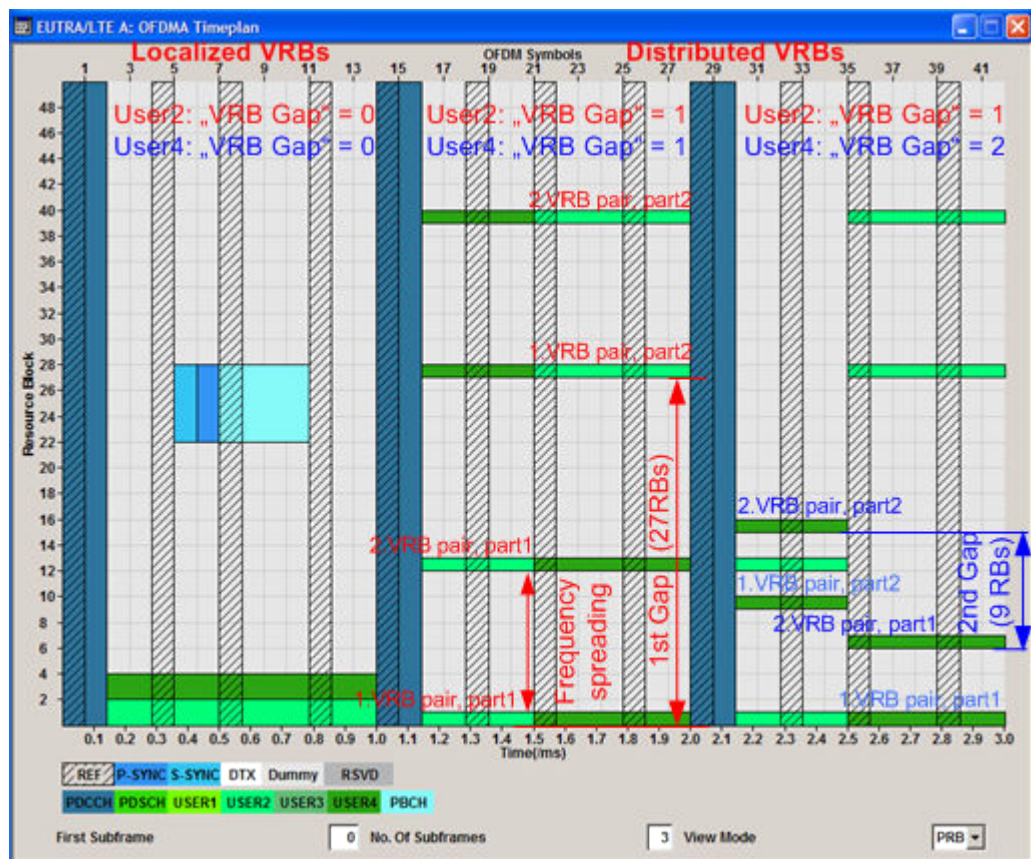 EUTRA/LTE A: OFDMA Timeplan
Localized VRBs
OFDM Symbols
Distributed VRBs
1 3 5 7 9 11 13 15 17 19 21 23 25 27 29 31 33 35 37 39 41
User2: „VRB Gap“ = 0
User4: „VRB Gap“ = 0
User2: „VRB Gap“ = 1
User4: „VRB Gap“ = 1
User2: „VRB Gap“ = 1
User4: „VRB Gap“ = 2
Resource Block
48
46
44
42
40
38
36
34
32
30
28
26
24
22
20
18
16
14
12
10
8
6
4
2
2.VRB pair, part2
1.VRB pair, part2
2.VRB pair, part1
1.VRB pair, part1
Frequency
spreading
1st Gap (27RBs)
2.VRB pair, part2
1.VRB pair, part2
2.VRB pair, part1
1.VRB pair, part1
2nd Gap
(9 RBs)
0.1 0.2 0.3 0.4 0.5 0.6 0.7 0.8 0.9 1.0 1.1 1.2 1.3 1.4 1.5 1.6 1.7 1.8 1.9 2.0 2.1 2.2 2.3 2.4 2.5 2.6 2.7 2.8 2.9 3.0
Time(/ms)
REF P-SYNC S-SYNC DTX Dummy RSVD
PDCCH PDSCH USER1 USER2 USER3 USER4 PBCH
First Subframe 0 No. Of Subframes 3 View Mode PRB